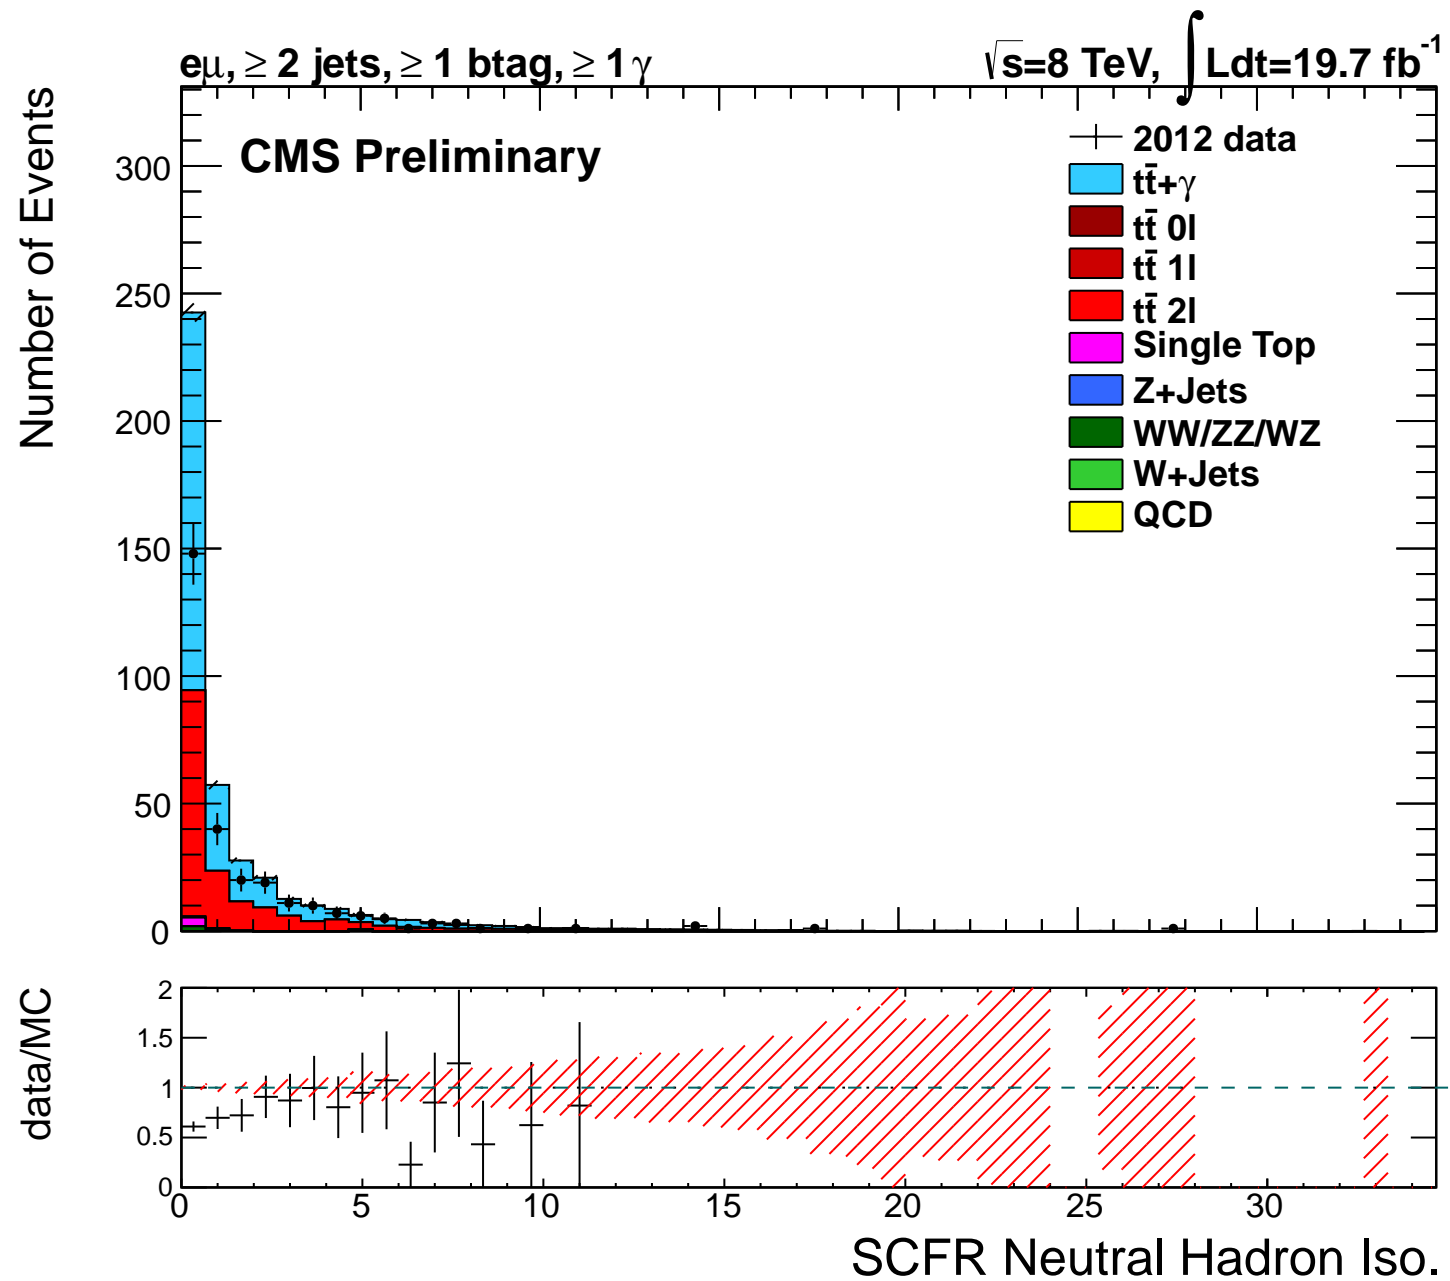 eμ, ≥ 2 jets, ≥ 1 btag, ≥ 1 γ
√s=8 TeV, ∫ Ldt=19.7 fb⁻¹
CMS Preliminary
2012 data
tt̄+γ
tt̄ 0l
tt̄ 1l
tt̄ 2l
Single Top
Z+Jets
WW/ZZ/WZ
W+Jets
QCD
Number of Events
300
250
200
150
100
50
0
data/MC
2
1.5
1
0.5
0
0 5 10 15 20 25 30
SCFR Neutral Hadron Iso.